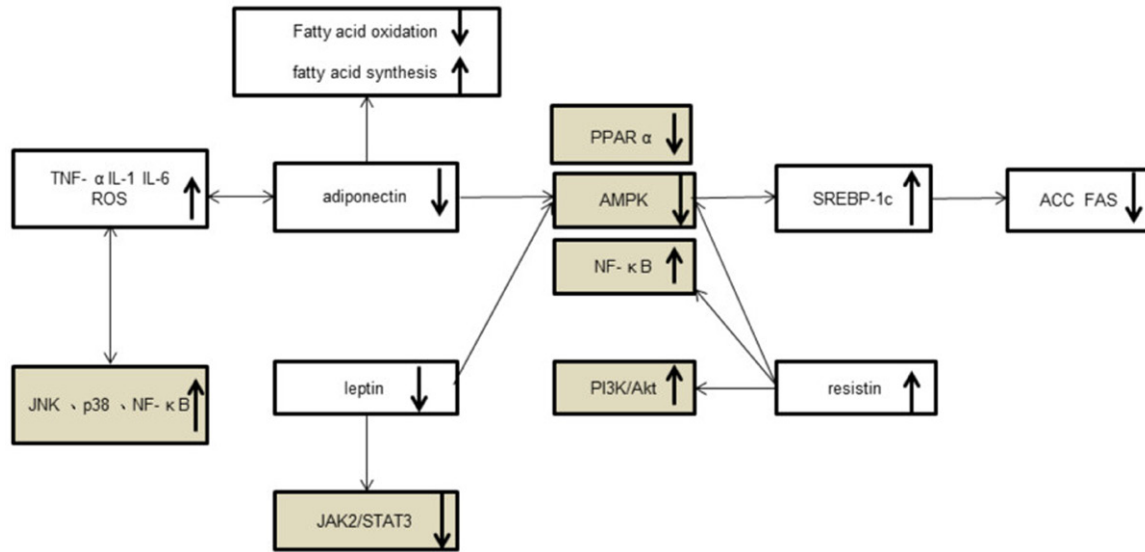 Fatty acid oxidation
fatty acid synthesis
PPAR α
TNF- α IL-1 IL-6
ROS
adiponectin
AMPK
SREBP-1c
ACC FAS
NF- κ B
JNK 、p38 、NF- κ B
leptin
PI3K/Akt
resistin
JAK2/STAT3